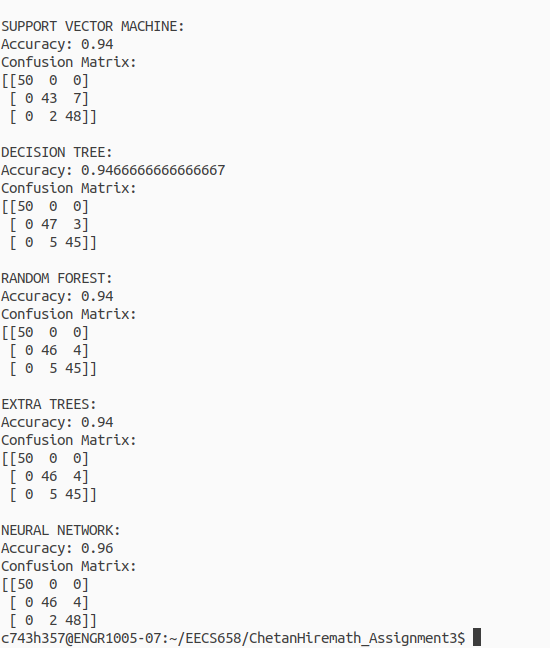 SUPPORT VECTOR MACHINE:
Accuracy: 0.94
Confusion Matrix:
[[50  0  0]
 [ 0 43  7]
 [ 0  2 48]]
DECISION TREE:
Accuracy: 0.9466666666666667
Confusion Matrix:
[[50  0  0]
 [ 0 47  3]
 [ 0  5 45]]
RANDOM FOREST:
Accuracy: 0.94
Confusion Matrix:
[[50  0  0]
 [ 0 46  4]
 [ 0  5 45]]
EXTRA TREES:
Accuracy: 0.94
Confusion Matrix:
[[50  0  0]
 [ 0 46  4]
 [ 0  5 45]]
NEURAL NETWORK:
Accuracy: 0.96
Confusion Matrix:
[[50  0  0]
 [ 0 46  4]
 [ 0  2 48]]
c743h357@ENGR1005-07:~/EECS658/ChetanHiremath_Assignment3$